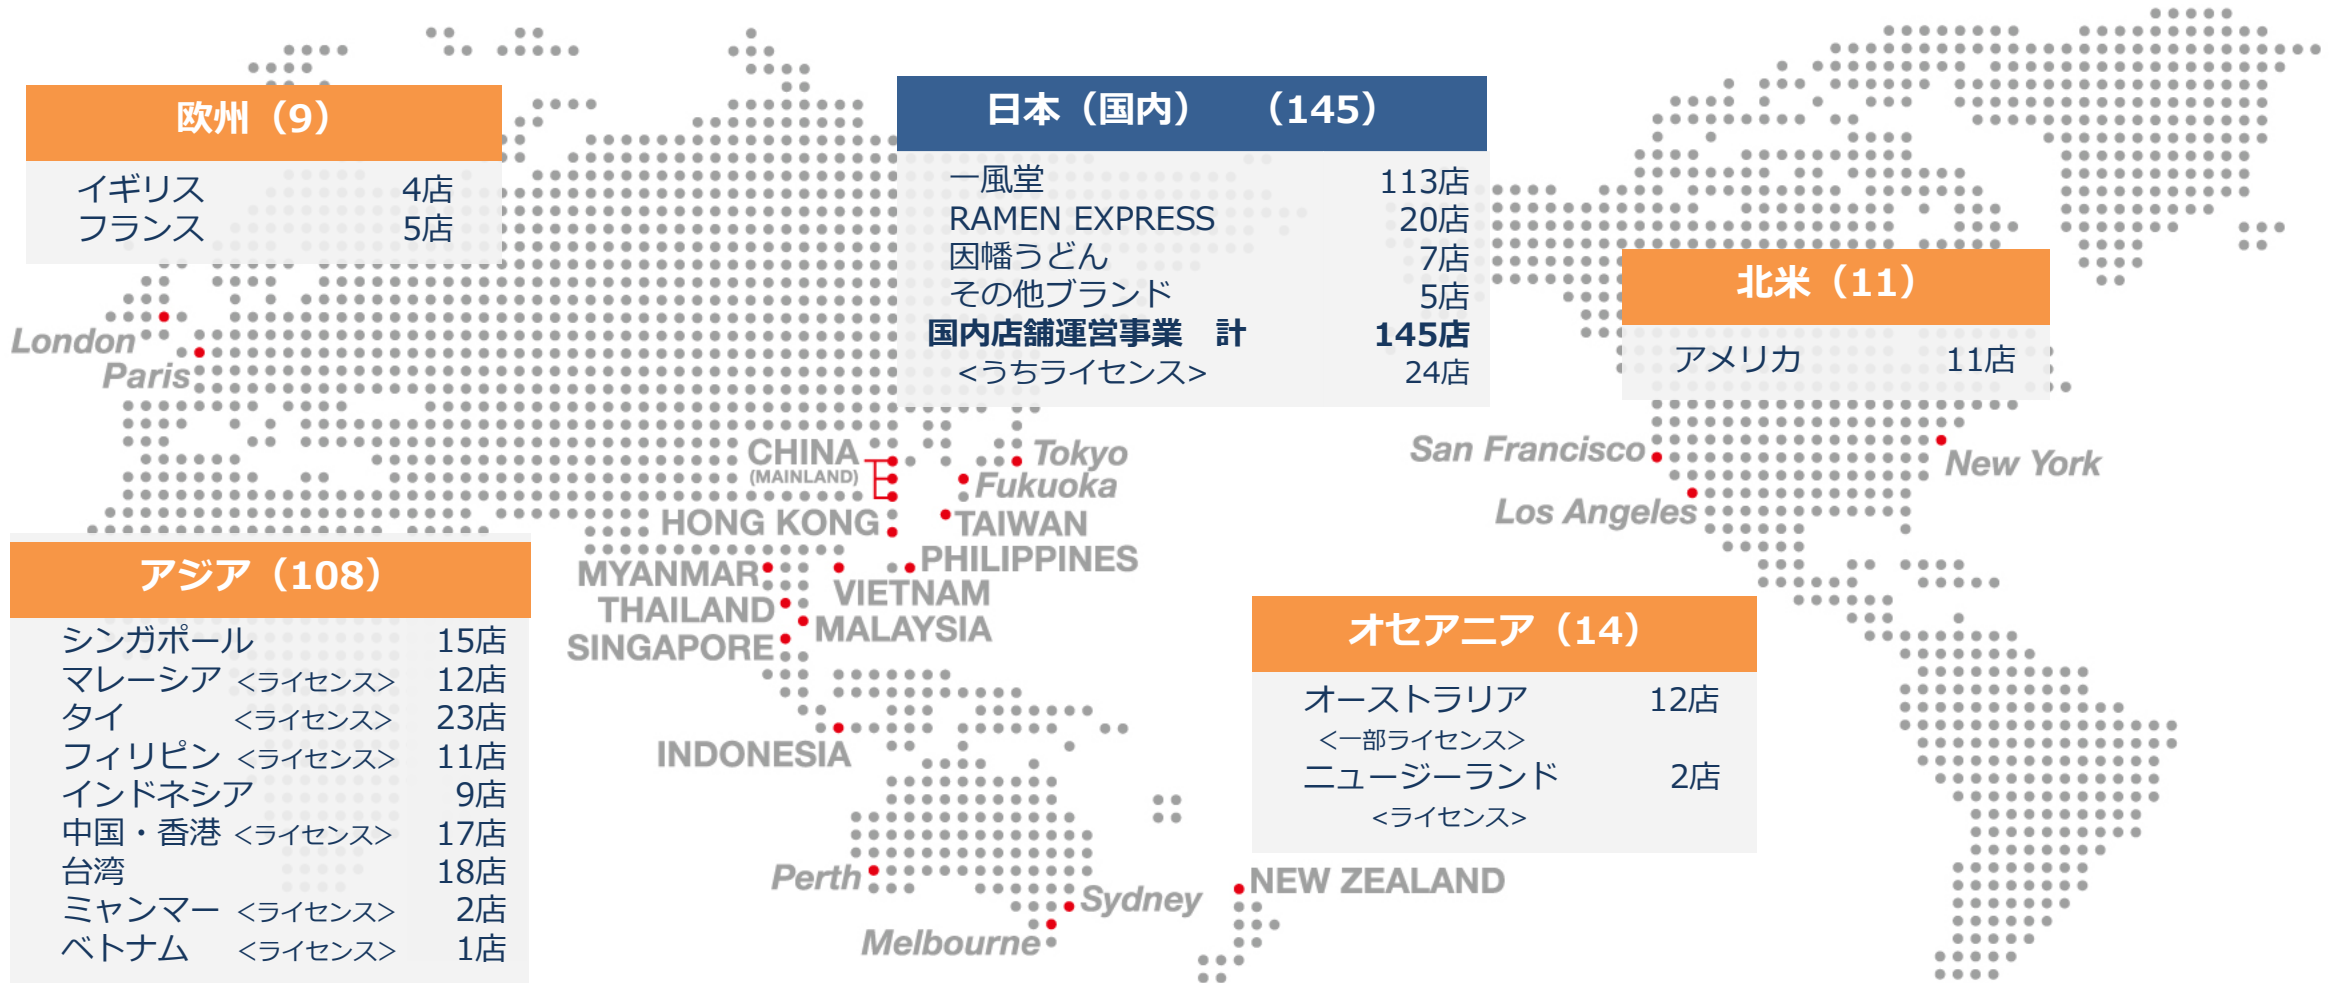 欧州（9）
イギリス 4店
フランス 5店
日本（国内） （145）
一風堂 113店
RAMEN EXPRESS 20店
因幡うどん 7店
その他ブランド 5店
国内店舗運営事業 計 145店
<うちライセンス> 24店
北米（11）
アメリカ 11店
London
Paris
CHINA
(MAINLAND)
Tokyo
Fukuoka
HONG KONG
TAIWAN
PHILIPPINES
MYANMAR
VIETNAM
THAILAND
MALAYSIA
SINGAPORE
INDONESIA
San Francisco
New York
Los Angeles
アジア（108）
シンガポール 15店
マレーシア <ライセンス> 12店
タイ <ライセンス> 23店
フィリピン <ライセンス> 11店
インドネシア 9店
中国・香港 <ライセンス> 17店
台湾 18店
ミャンマー <ライセンス> 2店
ベトナム <ライセンス> 1店
オセアニア（14）
オーストラリア 12店
<一部ライセンス>
ニュージーランド 2店
<ライセンス>
Perth
Sydney
Melbourne
NEW ZEALAND